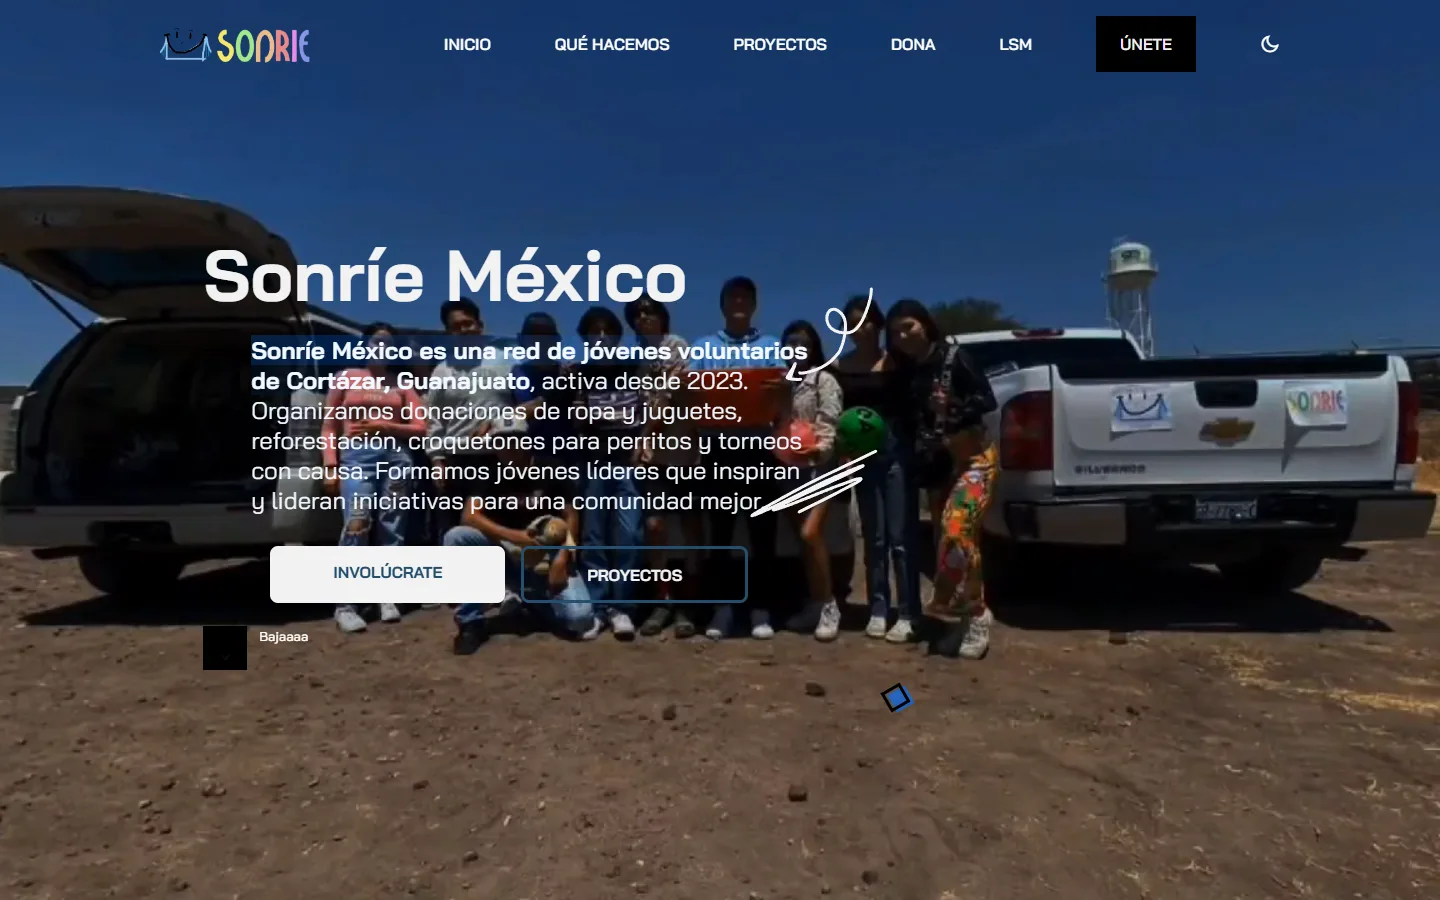 SONRIE
INICIO
QUÉ HACEMOS
PROYECTOS
DONA
LSM
ÚNETE
Sonríe México
Sonríe México es una red de jóvenes voluntarios
de Cortázar, Guanajuato, activa desde 2023.
Organizamos donaciones de ropa y juguetes,
reforestación, croquetones para perritos y torneos
con causa. Formamos jóvenes líderes que inspiran
y lideran iniciativas para una comunidad mejor.
INVOLÚCRATE
PROYECTOS
Bajaaaa
SONRIE
SILVERADO